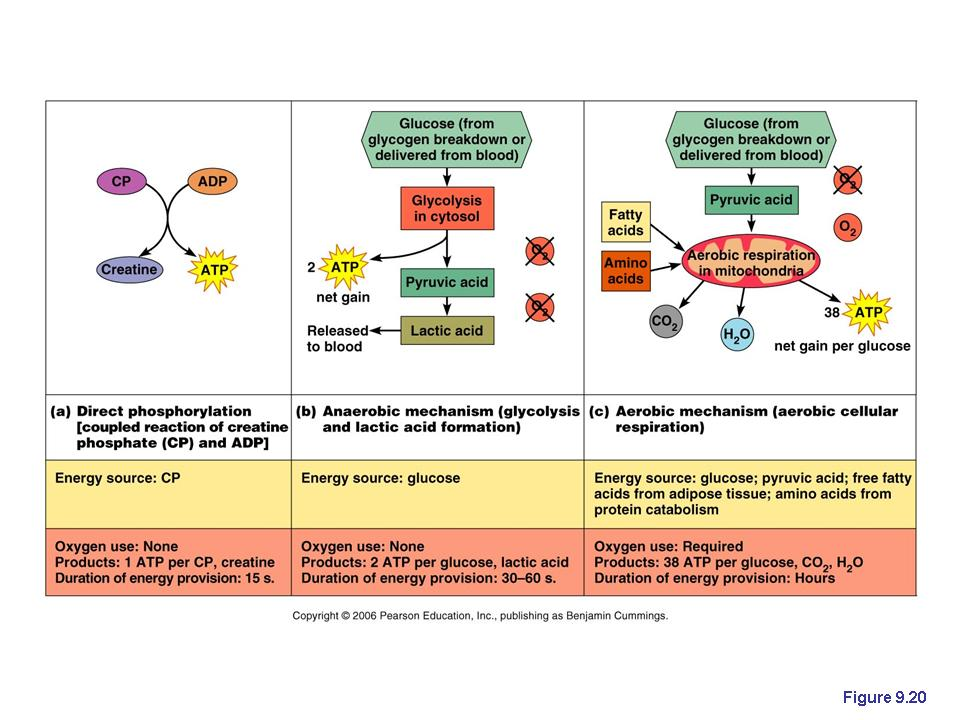 CP
ADP
Creatine
ATP
Glucose (from
glycogen breakdown or
delivered from blood)
Glycolysis
in cytosol
O2
2 ATP
net gain
Pyruvic acid
O2
Released
to blood
Lactic acid
Glucose (from
glycogen breakdown or
delivered from blood)
O2
Pyruvic acid
Fatty
acids
O2
Amino
acids
Aerobic respiration
in mitochondria
CO2
H2O
38 ATP
net gain per glucose
(a) Direct phosphorylation
[coupled reaction of creatine
phosphate (CP) and ADP]
(b) Anaerobic mechanism (glycolysis
and lactic acid formation)
(c) Aerobic mechanism (aerobic cellular
respiration)
Energy source: CP
Energy source: glucose
Energy source: glucose; pyruvic acid; free fatty
acids from adipose tissue; amino acids from
protein catabolism
Oxygen use: None
Products: 1 ATP per CP, creatine
Duration of energy provision: 15 s.
Oxygen use: None
Products: 2 ATP per glucose, lactic acid
Duration of energy provision: 30–60 s.
Oxygen use: Required
Products: 38 ATP per glucose, CO2, H2O
Duration of energy provision: Hours
Copyright © 2006 Pearson Education, Inc., publishing as Benjamin Cummings.
Figure 9.20